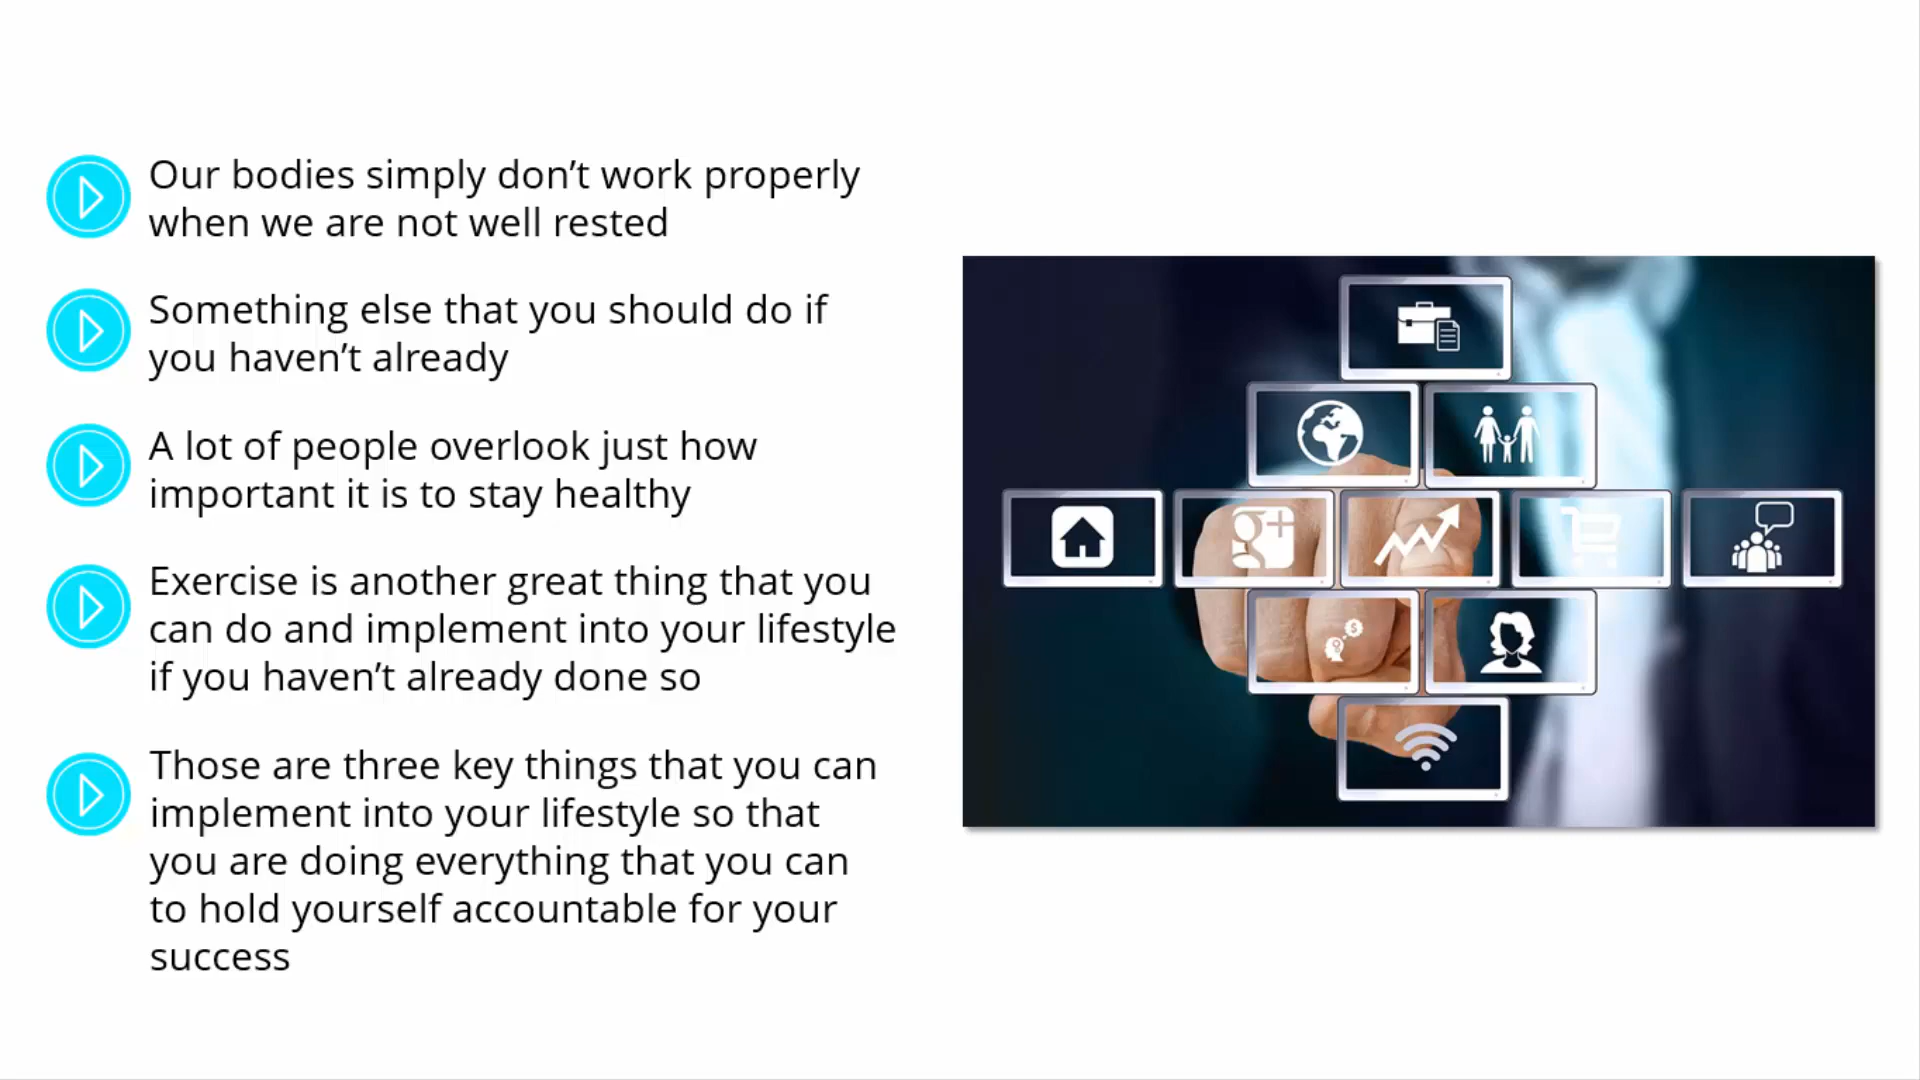 Our bodies simply don’t work properly
when we are not well rested
Something else that you should do if
you haven’t already
A lot of people overlook just how
important it is to stay healthy
Exercise is another great thing that you
can do and implement into your lifestyle
if you haven’t already done so
Those are three key things that you can
implement into your lifestyle so that
you are doing everything that you can
to hold yourself accountable for your
success